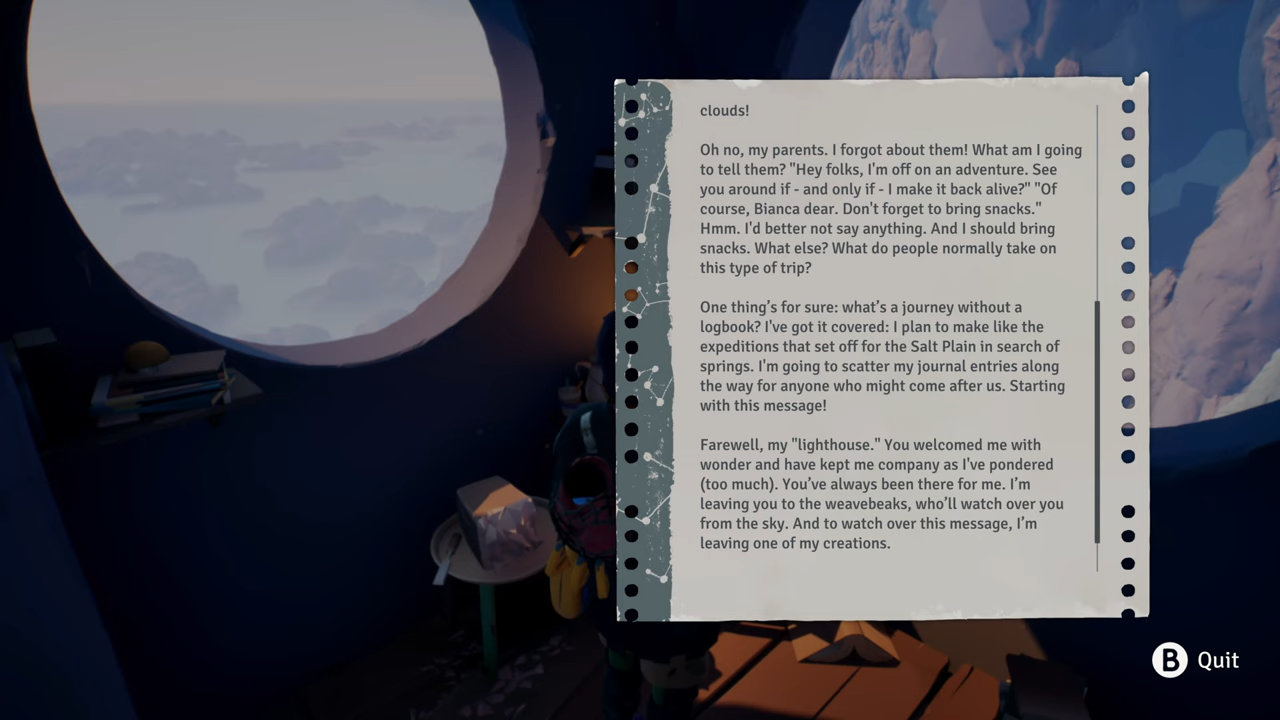 clouds!
Oh no, my parents. I forgot about them! What am I going
to tell them? "Hey folks, I'm off on an adventure. See
you around if - and only if - I make it back alive?" "Of
course, Bianca dear. Don't forget to bring snacks."
Hmm. I'd better not say anything. And I should bring
snacks. What else? What do people normally take on
this type of trip?
One thing's for sure: what's a journey without a
logbook? I've got it covered: I plan to make like the
expeditions that set off for the Salt Plain in search of
springs. I'm going to scatter my journal entries along
the way for anyone who might come after us. Starting
with this message!
Farewell, my "lighthouse." You welcomed me with
wonder and have kept me company as I've pondered
(too much). You've always been there for me. I'm
leaving you to the weavebeaks, who'll watch over you
from the sky. And to watch over this message, I'm
leaving one of my creations.
B Quit